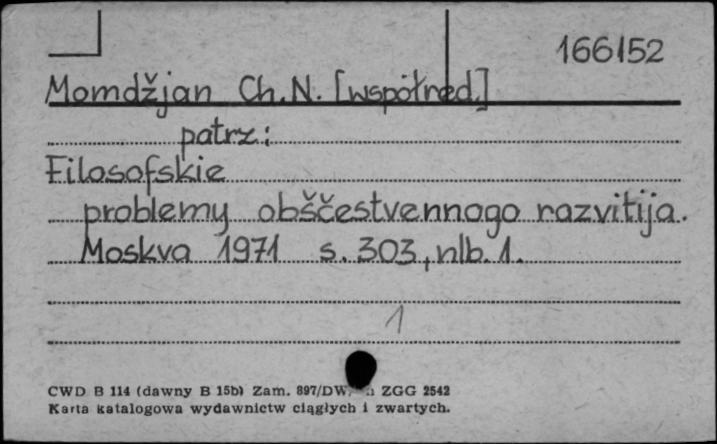 166152
Momdžjan Ch.N. [współred.]
patrz:
Filosofskie
problemy obščestvennogo razvitija.
Moskva 1971 s. 303, nlb. 1.
1
CWD B 114 (dawny B 15b) Zam. 897/DW. ZGG 2542
Karta katalogowa wydawnictw ciągłych i zwartych.